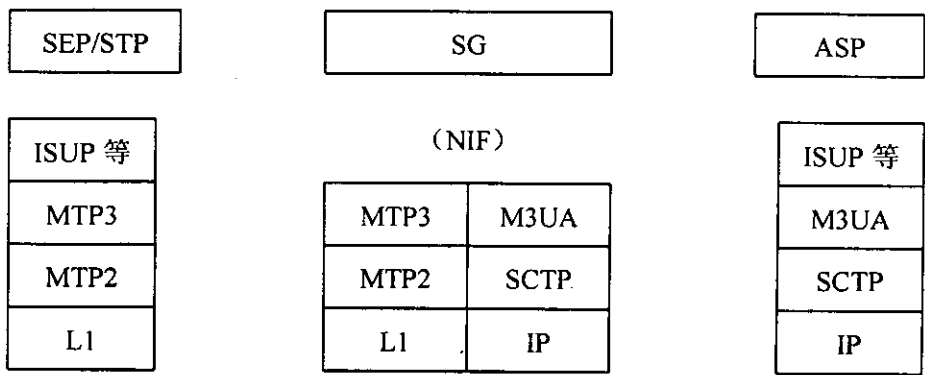 SEP/STP
SG
ASP
ISUP 等
MTP3
MTP2
L1
(NIF)
MTP3 M3UA
MTP2 SCTP
L1 IP
ISUP 等
M3UA
SCTP
IP